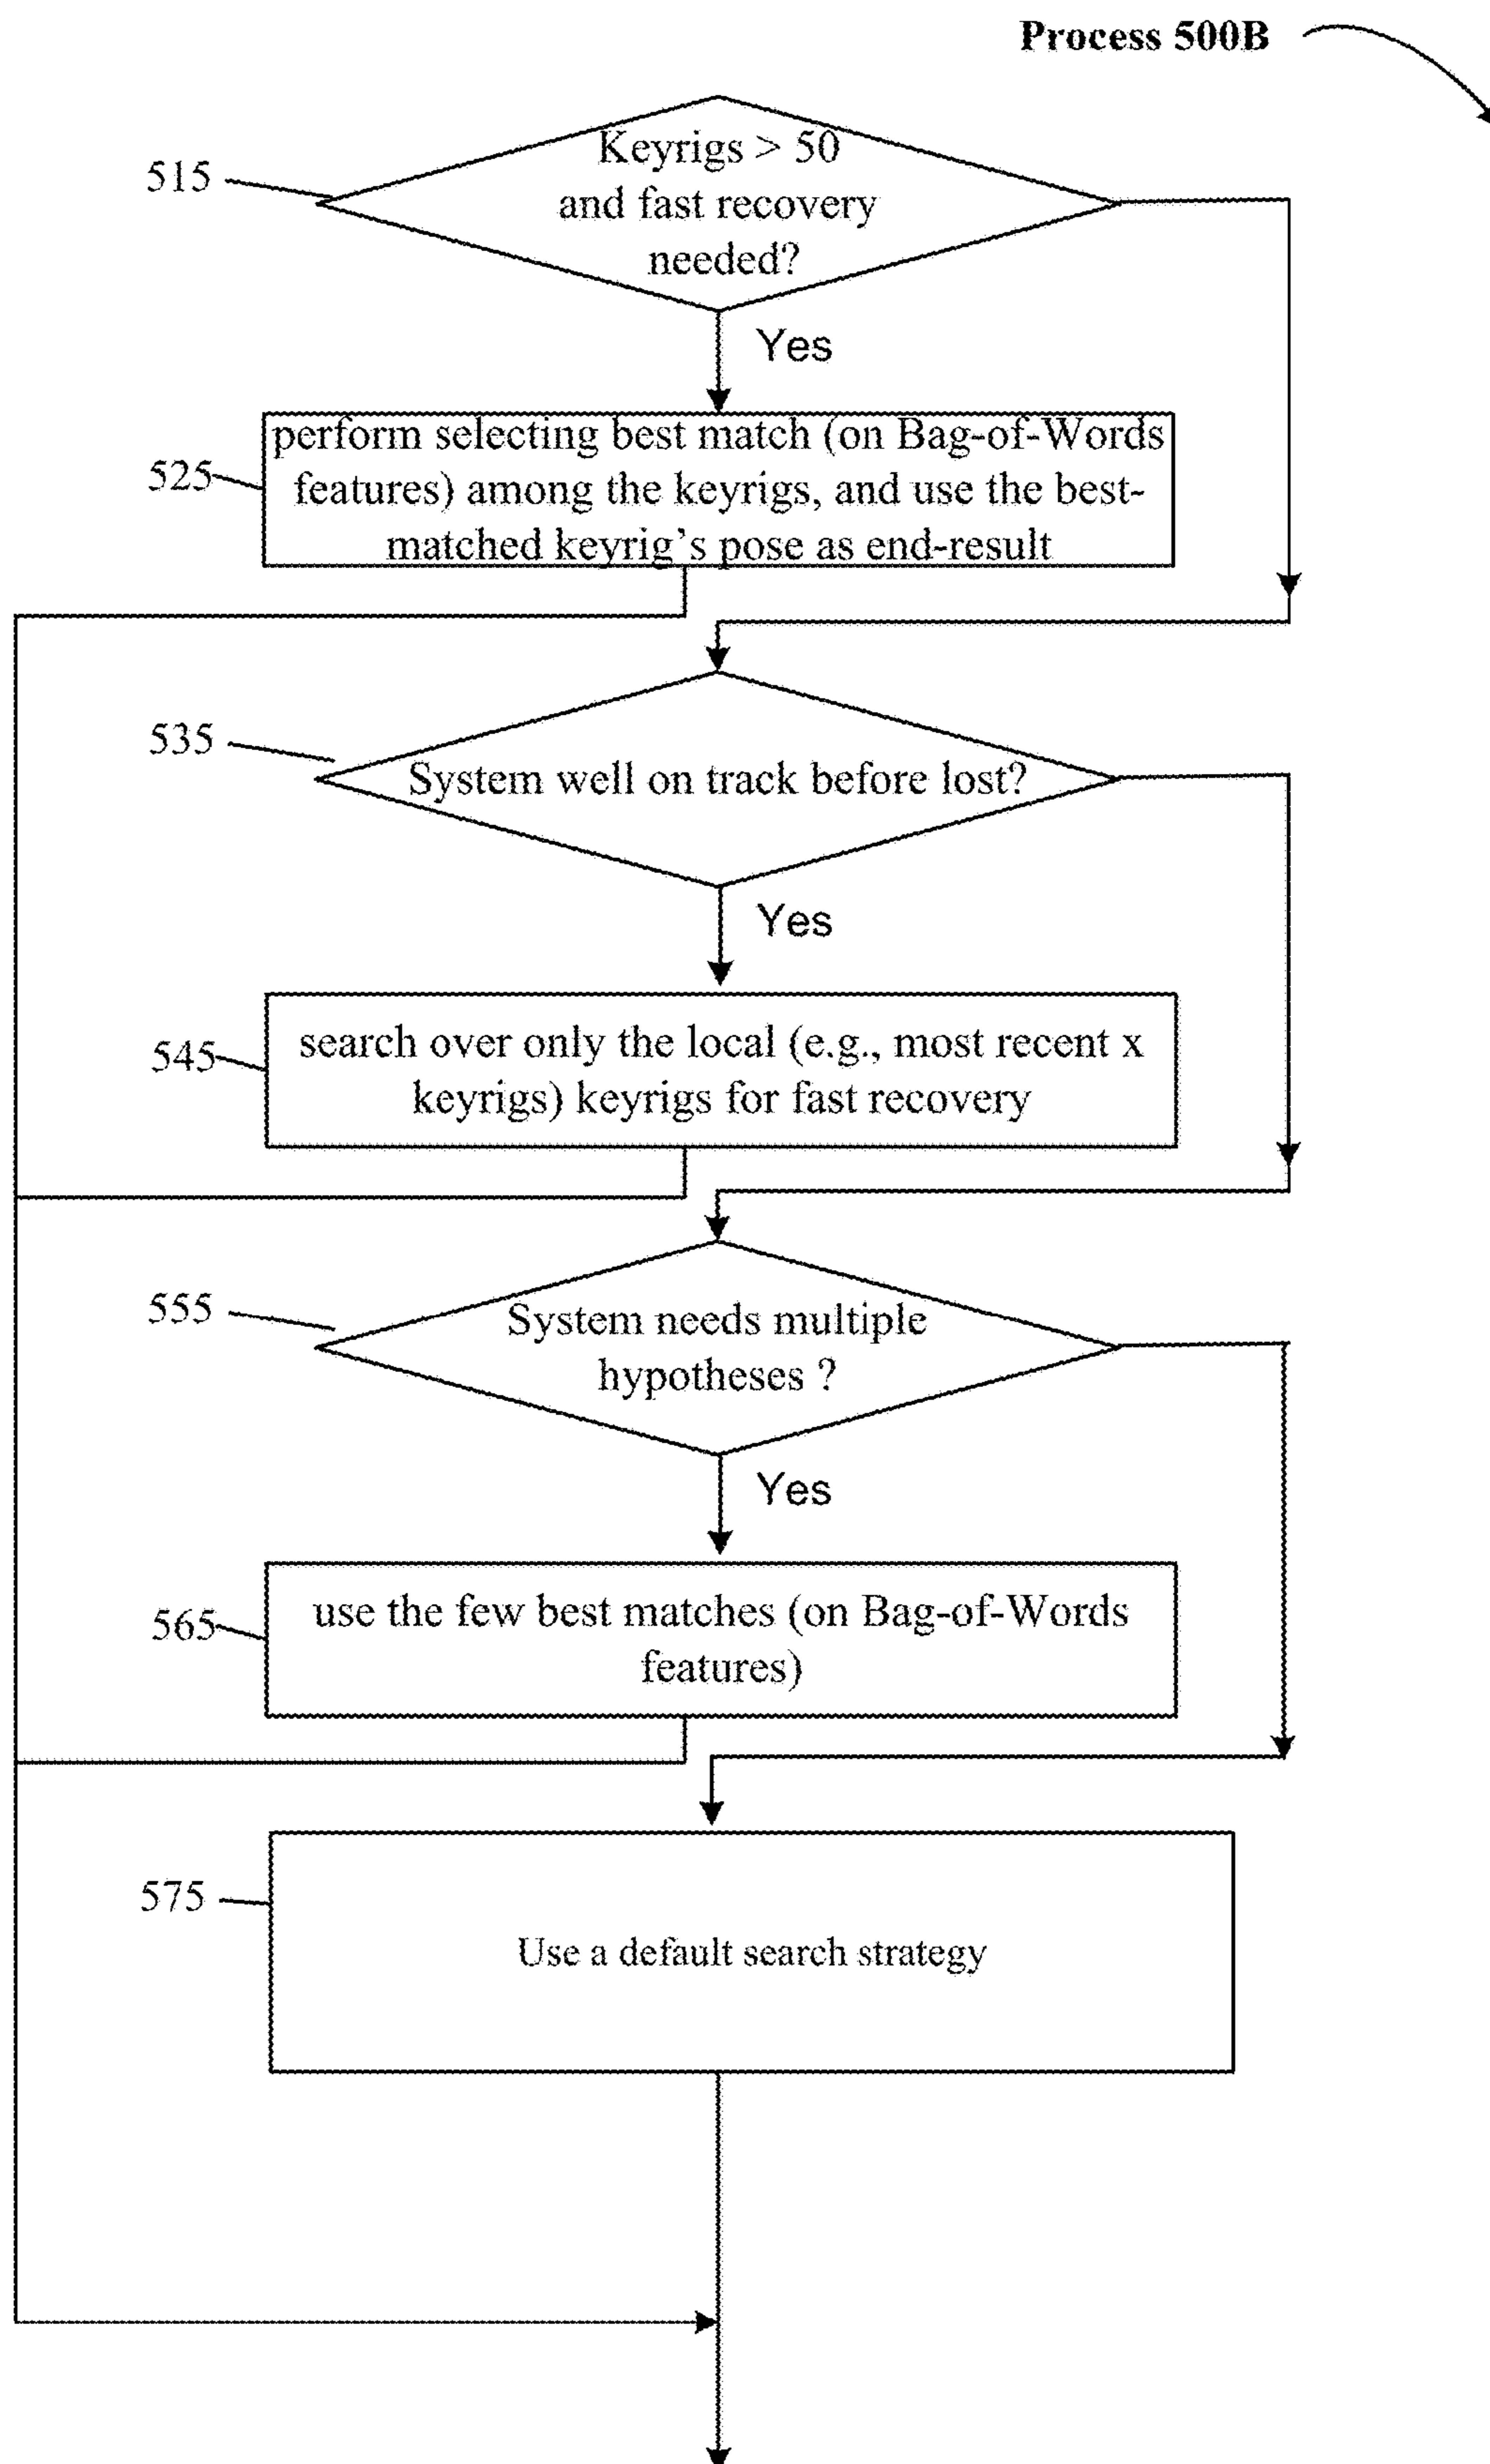 Process 500B
Keyrigs > 50
515
and fast recovery
needed?
Yes
perform selecting best match (on Bag-of-Words
525
features) among the keyrigs, and use the best-
matched keyrig's pose as end-result
535
System well on track before lost?
Yes
545
search over only the local (e.g., most recent x
keyrigs) keyrigs for fast recovery
555
System needs multiple
hypotheses ?
Yes
565
use the few best matches (on Bag-of-Words
features)
575
Use a default search strategy